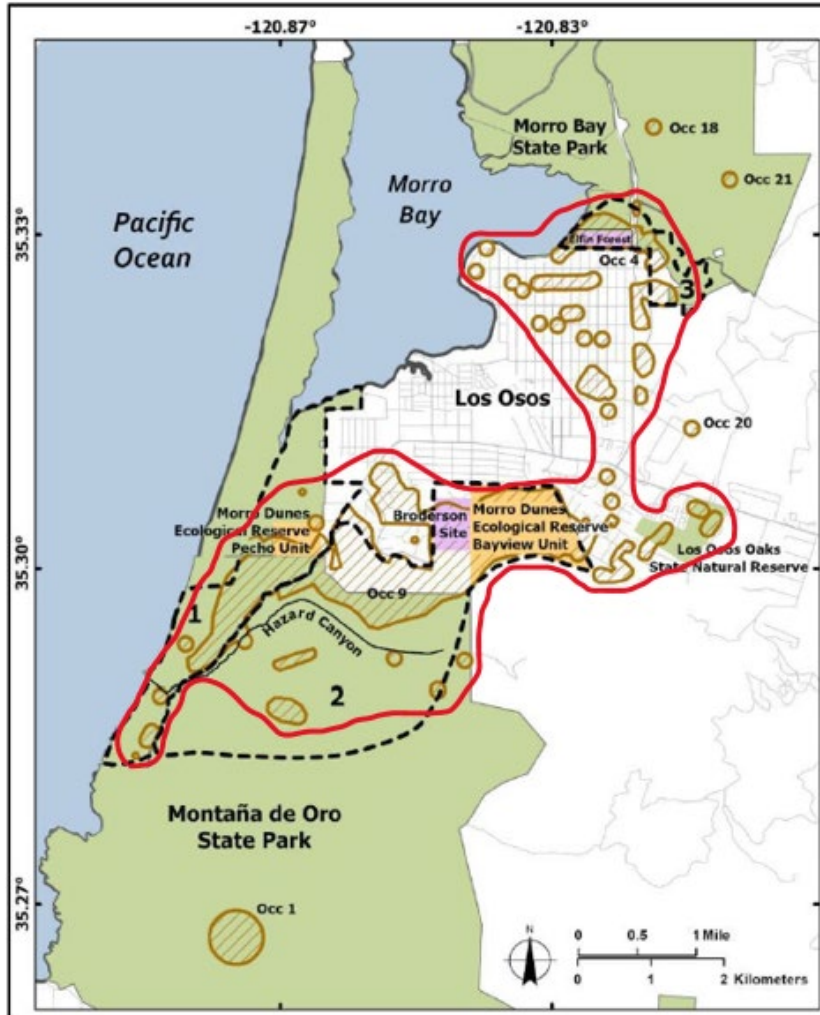 -120.87°
-120.83°
Morro Bay
State Park
Occ 18
Occ 21
Morro
Bay
Pacific
Ocean
35.33
Elfin Forest
Occ 4
3
Los Osos
Occ 20
Morro Dunes
Ecological Reserve
Pecho Unit
Broderson
Site
Morro Dunes
Ecological Reserve
Bayview Unit
Los Osos Oaks
State Natural Reserve
35.30
Occ 9
1
Hazard Canyon
2
Montaña de Oro
State Park
35.27
Occ 1
N
0 0.5 1 Mile
0 1 2 Kilometers